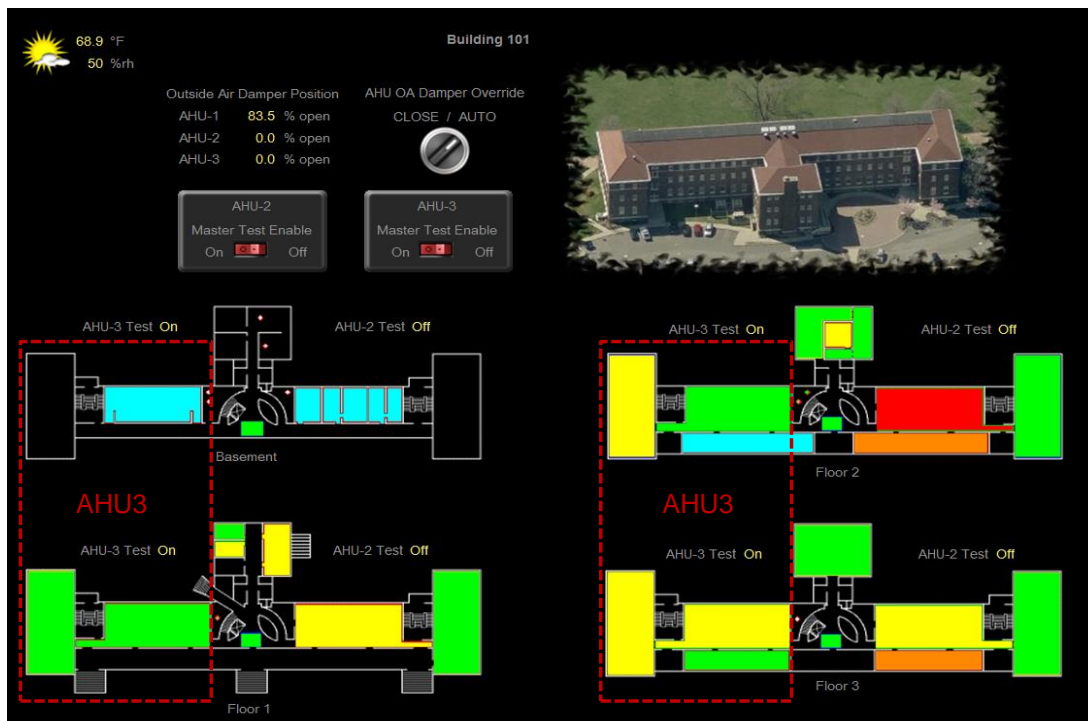 68.9 °F
50 %rh
Building 101
Outside Air Damper Position
AHU-1 83.5 % open
AHU-2 0.0 % open
AHU-3 0.0 % open
AHU OA Damper Override
CLOSE / AUTO
AHU-2
Master Test Enable
On Off
AHU-3
Master Test Enable
On Off
AHU-3 Test On
AHU-2 Test Off
Basement
AHU-3 Test On
AHU-2 Test Off
Floor 2
AHU3
AHU3
AHU-3 Test On
AHU-2 Test Off
Floor 1
AHU-3 Test On
AHU-2 Test Off
Floor 3